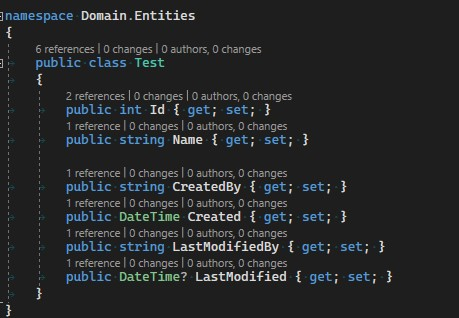 namespace Domain.Entities
{
6 references | 0 changes | 0 authors, 0 changes
public class Test
{
2 references | 0 changes | 0 authors, 0 changes
public int Id { get; set; }
1 reference | 0 changes | 0 authors, 0 changes
public string Name { get; set; }
1 reference | 0 changes | 0 authors, 0 changes
public string CreatedBy { get; set; }
1 reference | 0 changes | 0 authors, 0 changes
public DateTime Created { get; set; }
1 reference | 0 changes | 0 authors, 0 changes
public string LastModifiedBy { get; set; }
1 reference | 0 changes | 0 authors, 0 changes
public DateTime? LastModified { get; set; }
}
}